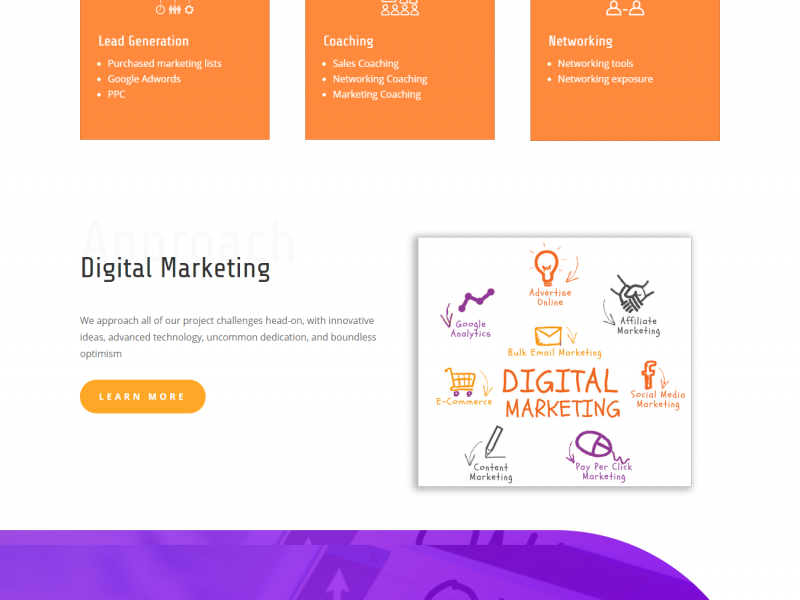 Lead Generation
Purchased marketing lists
Google Adwords
PPC
Coaching
Sales Coaching
Networking Coaching
Marketing Coaching
Networking
Networking tools
Networking exposure
Approach
Digital Marketing
We approach all of our project challenges head-on, with innovative
ideas, advanced technology, uncommon dedication, and boundless
optimism
LEARN MORE
Advertise
Online
Google
Analytics
Affiliate
Marketing
Bulk Email Marketing
E-Commerce
DIGITAL
MARKETING
Social Media
Marketing
Content
Marketing
Pay Per Click
Marketing